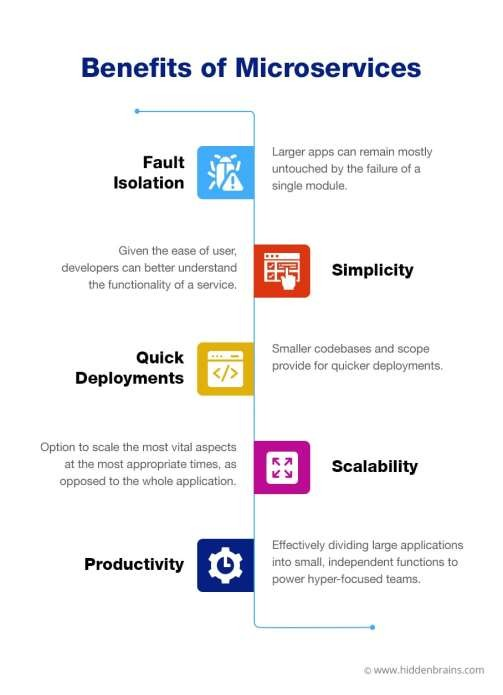 Benefits of Microservices
Fault
Isolation
Larger apps can remain mostly
untouched by the failure of a
single module.
Given the ease of user,
developers can better understand
the functionality of a service.
Simplicity
Quick
Deployments
Smaller codebases and scope
provide for quicker deployments.
Option to scale the most vital aspects
at the most appropriate times, as
opposed to the whole application.
Scalability
Productivity
Effectively dividing large applications
into small, independent functions to
power hyper-focused teams.
© www.hiddenbrains.com